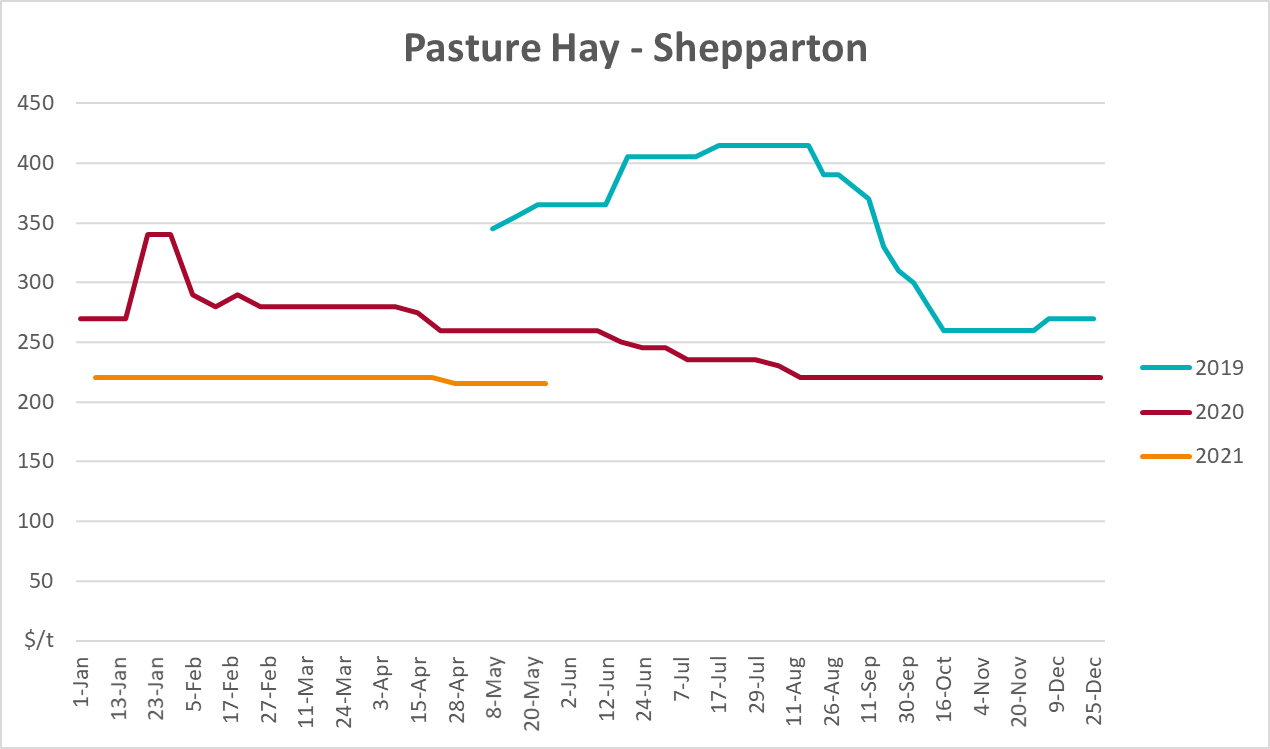 Pasture Hay - Shepparton
450
400
350
300
250
200
150
100
50
$/t
1-Jan
13-Jan
23-Jan
5-Feb
17-Feb
27-Feb
11-Mar
24-Mar
3-Apr
15-Apr
28-Apr
8-May
20-May
2-Jun
12-Jun
24-Jun
7-Jul
17-Jul
29-Jul
11-Aug
26-Aug
11-Sep
30-Sep
16-Oct
4-Nov
20-Nov
9-Dec
25-Dec
2019
2020
2021